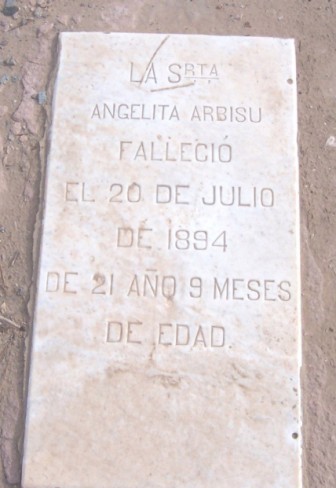 LA SRTA
ANGELITA ARBISU
FALLECIÓ
EL 20 DE JULIO
DE 1894
DE 21 AÑO 9 MESES
DE EDAD.